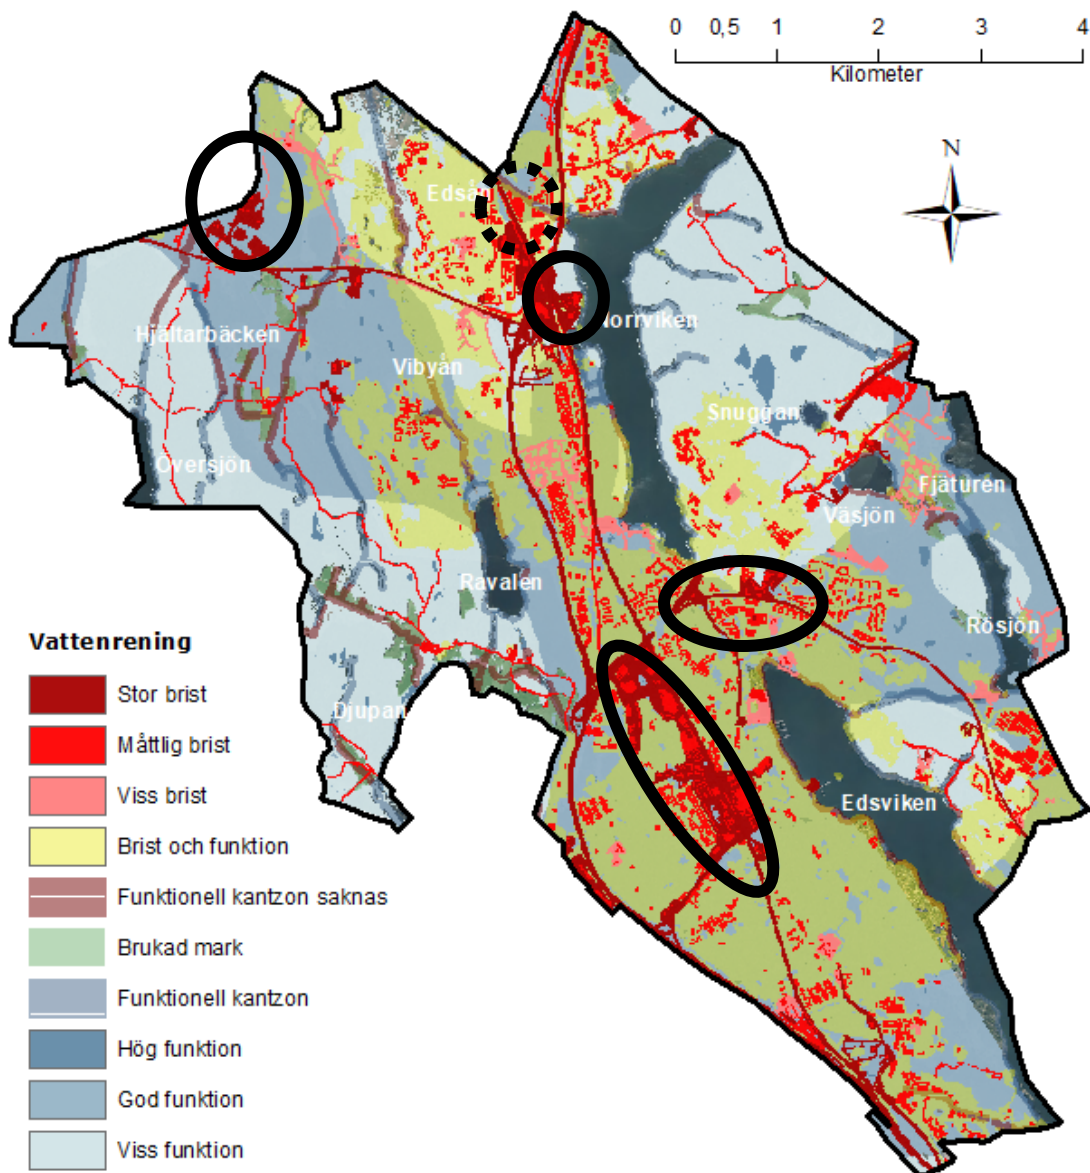 0 0,5 1 2 3 4
Kilometer
N
Edsån
Norrviken
Hjältarbäcken
Vibyån
Snuggan
Översjön
Fjäturen
Väsjön
Ravalen
Rösjön
Djupan
Edsviken
Vattenrening
Stor brist
Måttlig brist
Viss brist
Brist och funktion
Funktionell kantzon saknas
Brukad mark
Funktionell kantzon
Hög funktion
God funktion
Viss funktion